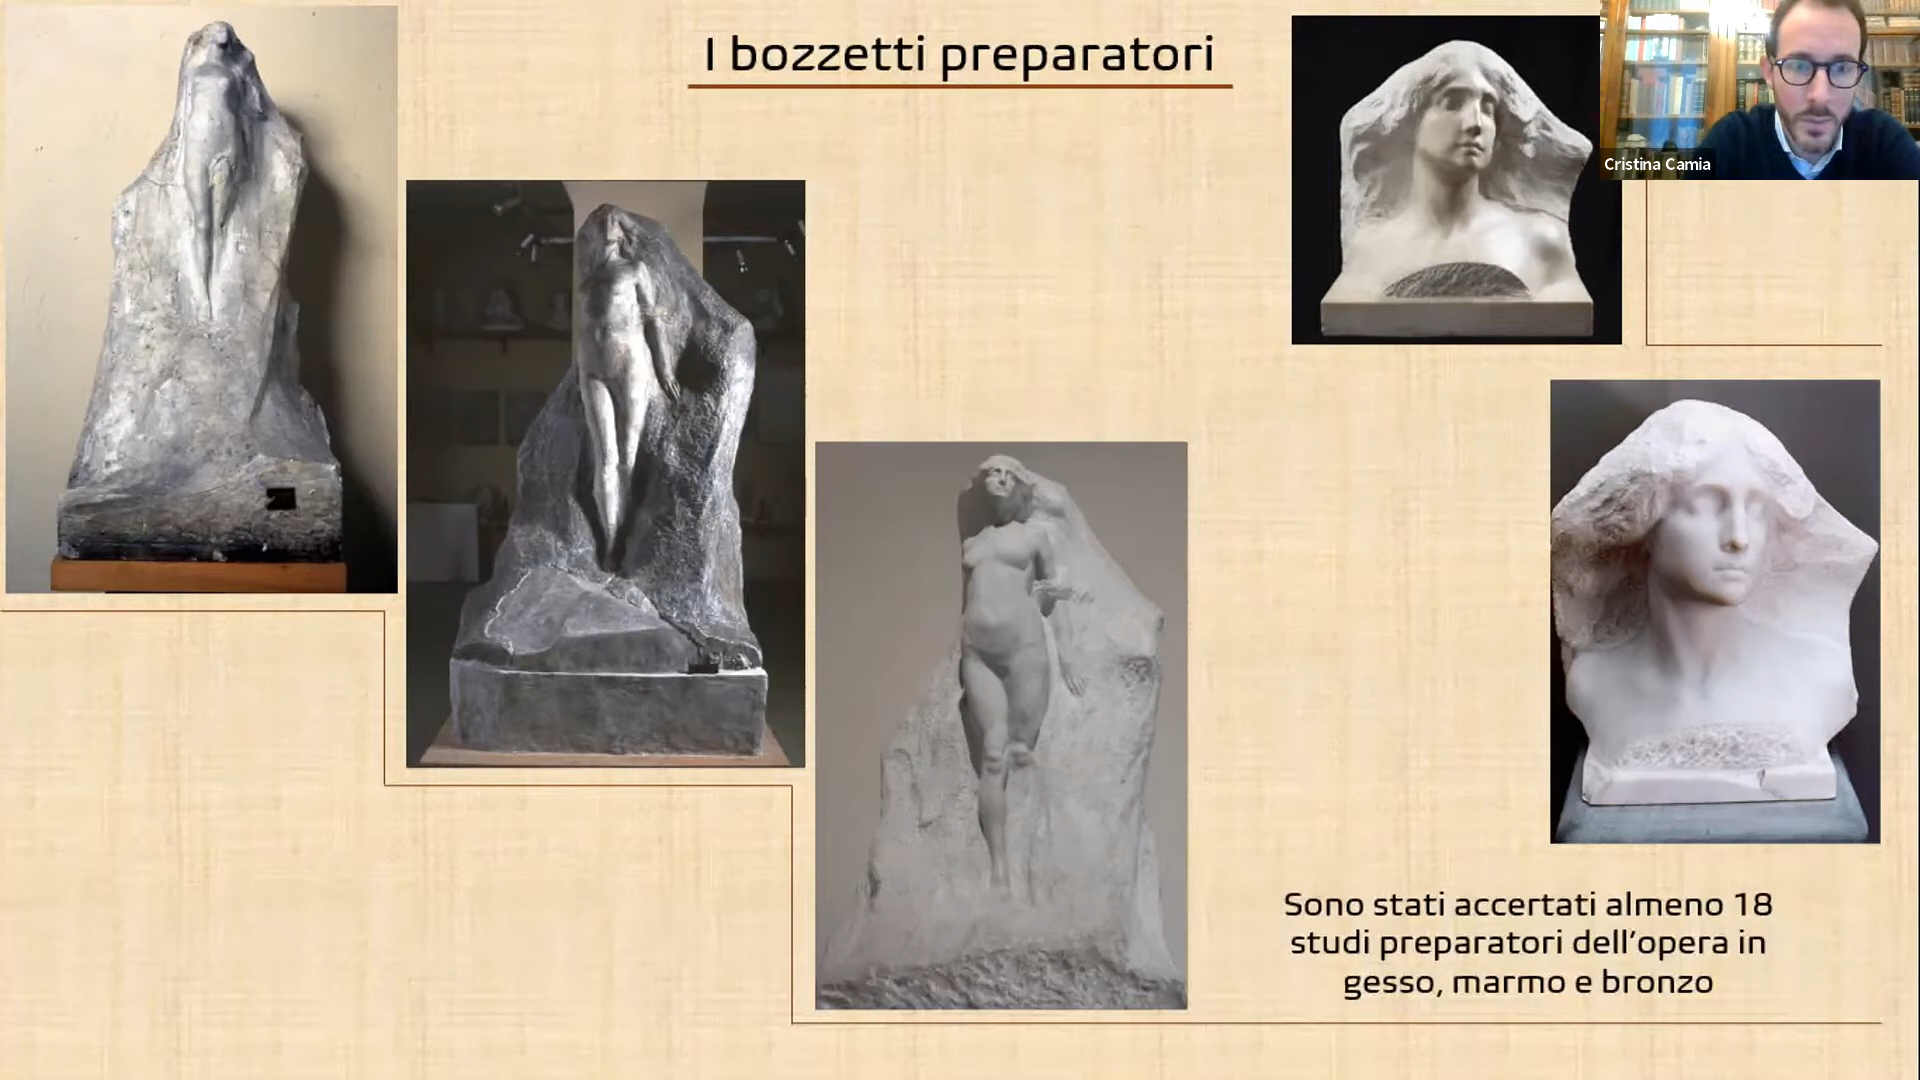 I bozzetti preparatori
Cristina Camia
Sono stati accertati almeno 18
studi preparatori dell’opera in
gesso, marmo e bronzo